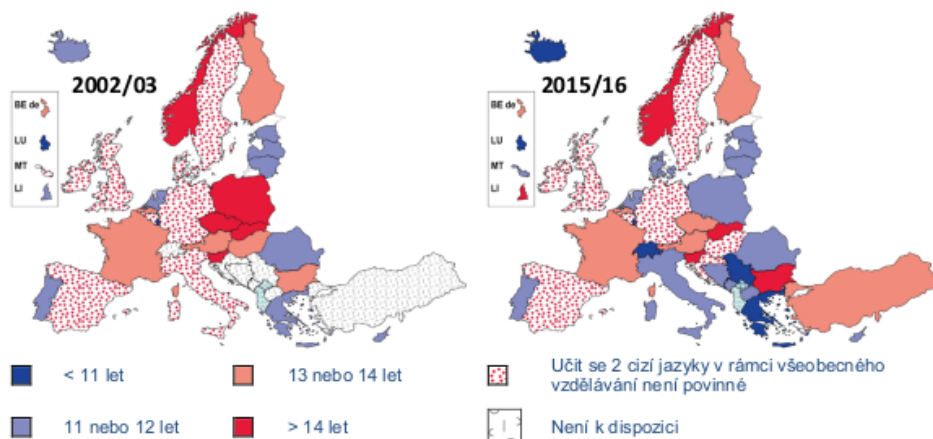 2002/03
BE de
LU
MT
LI
2015/16
BE de
LU
MT
LI
< 11 let
13 nebo 14 let
Učit se 2 cizí jazyky v rámci všeobecného
vzdělávání není povinné
11 nebo 12 let
> 14 let
Není k dispozici